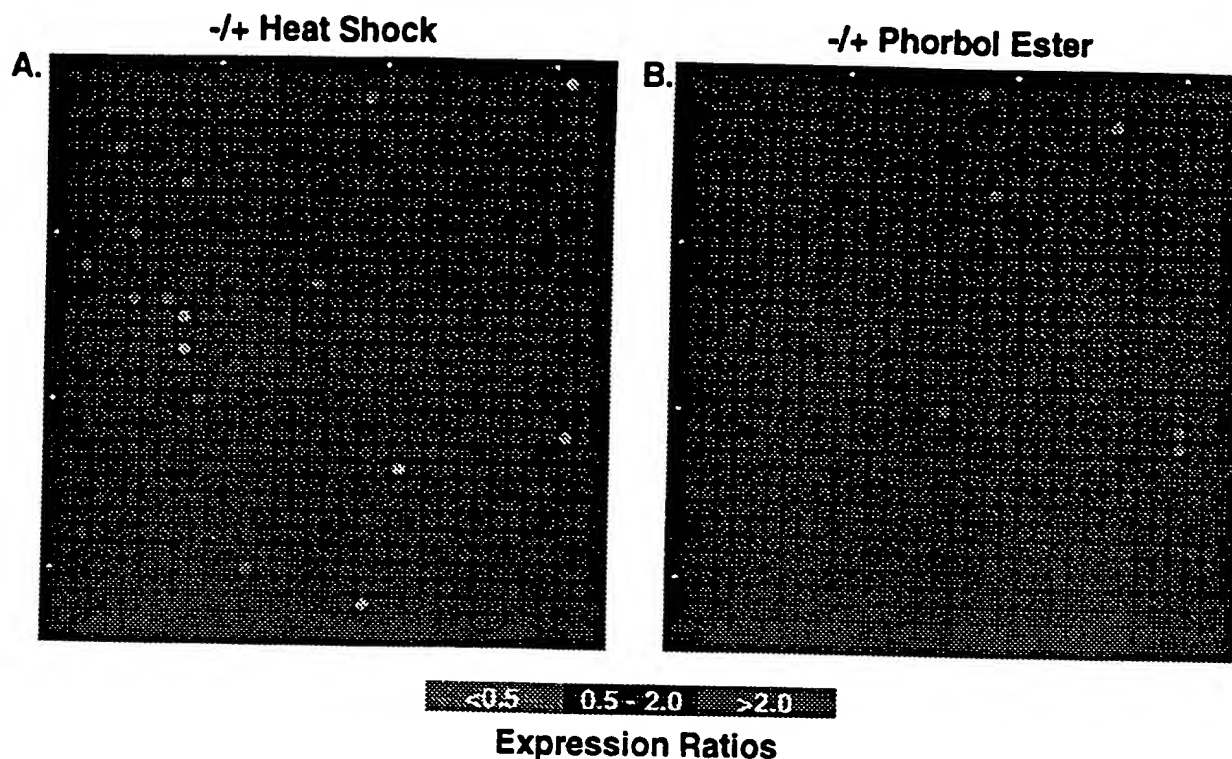 -/+ Heat Shock
-/+ Phorbol Ester
A.
B.
<0.5 0.5 - 2.0 >2.0
Expression Ratios